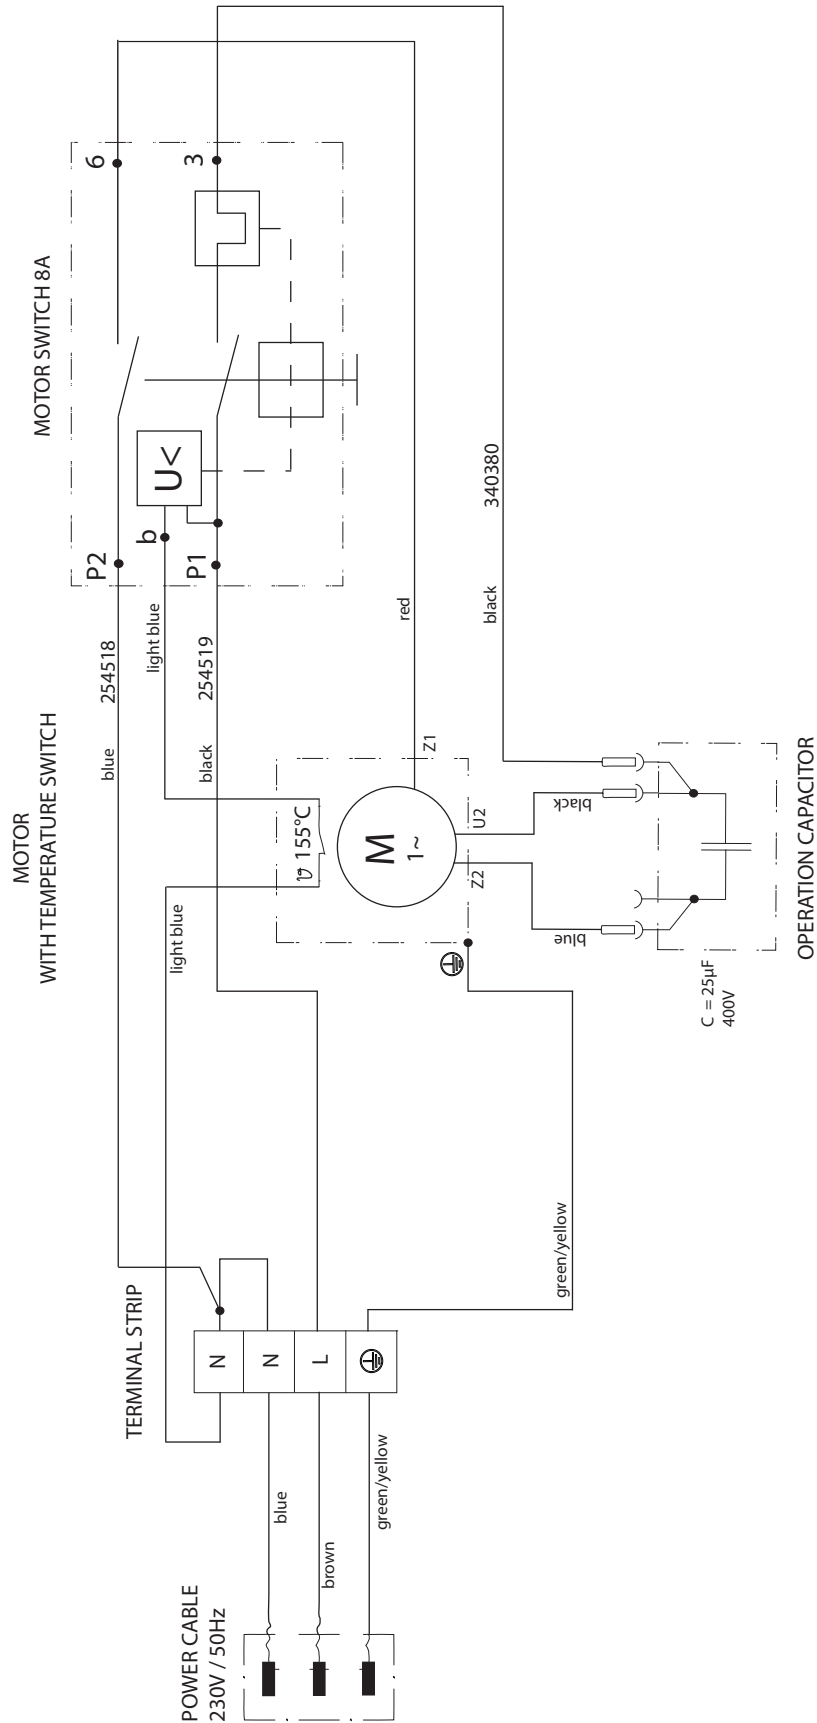 MOTOR SWITCH 8A
6
3
U<
P2
b
P1
254518
light blue
254519
blue
black
red
340380
black
MOTOR
WITH TEMPERATURE SWITCH
ϑ 155°C
M
1~
Z1
U2
Z2
light blue
black
blue
C = 25µF
400V
OPERATION CAPACITOR
green/yellow
TERMINAL STRIP
N
N
L
blue
brown
green/yellow
POWER CABLE
230V / 50Hz